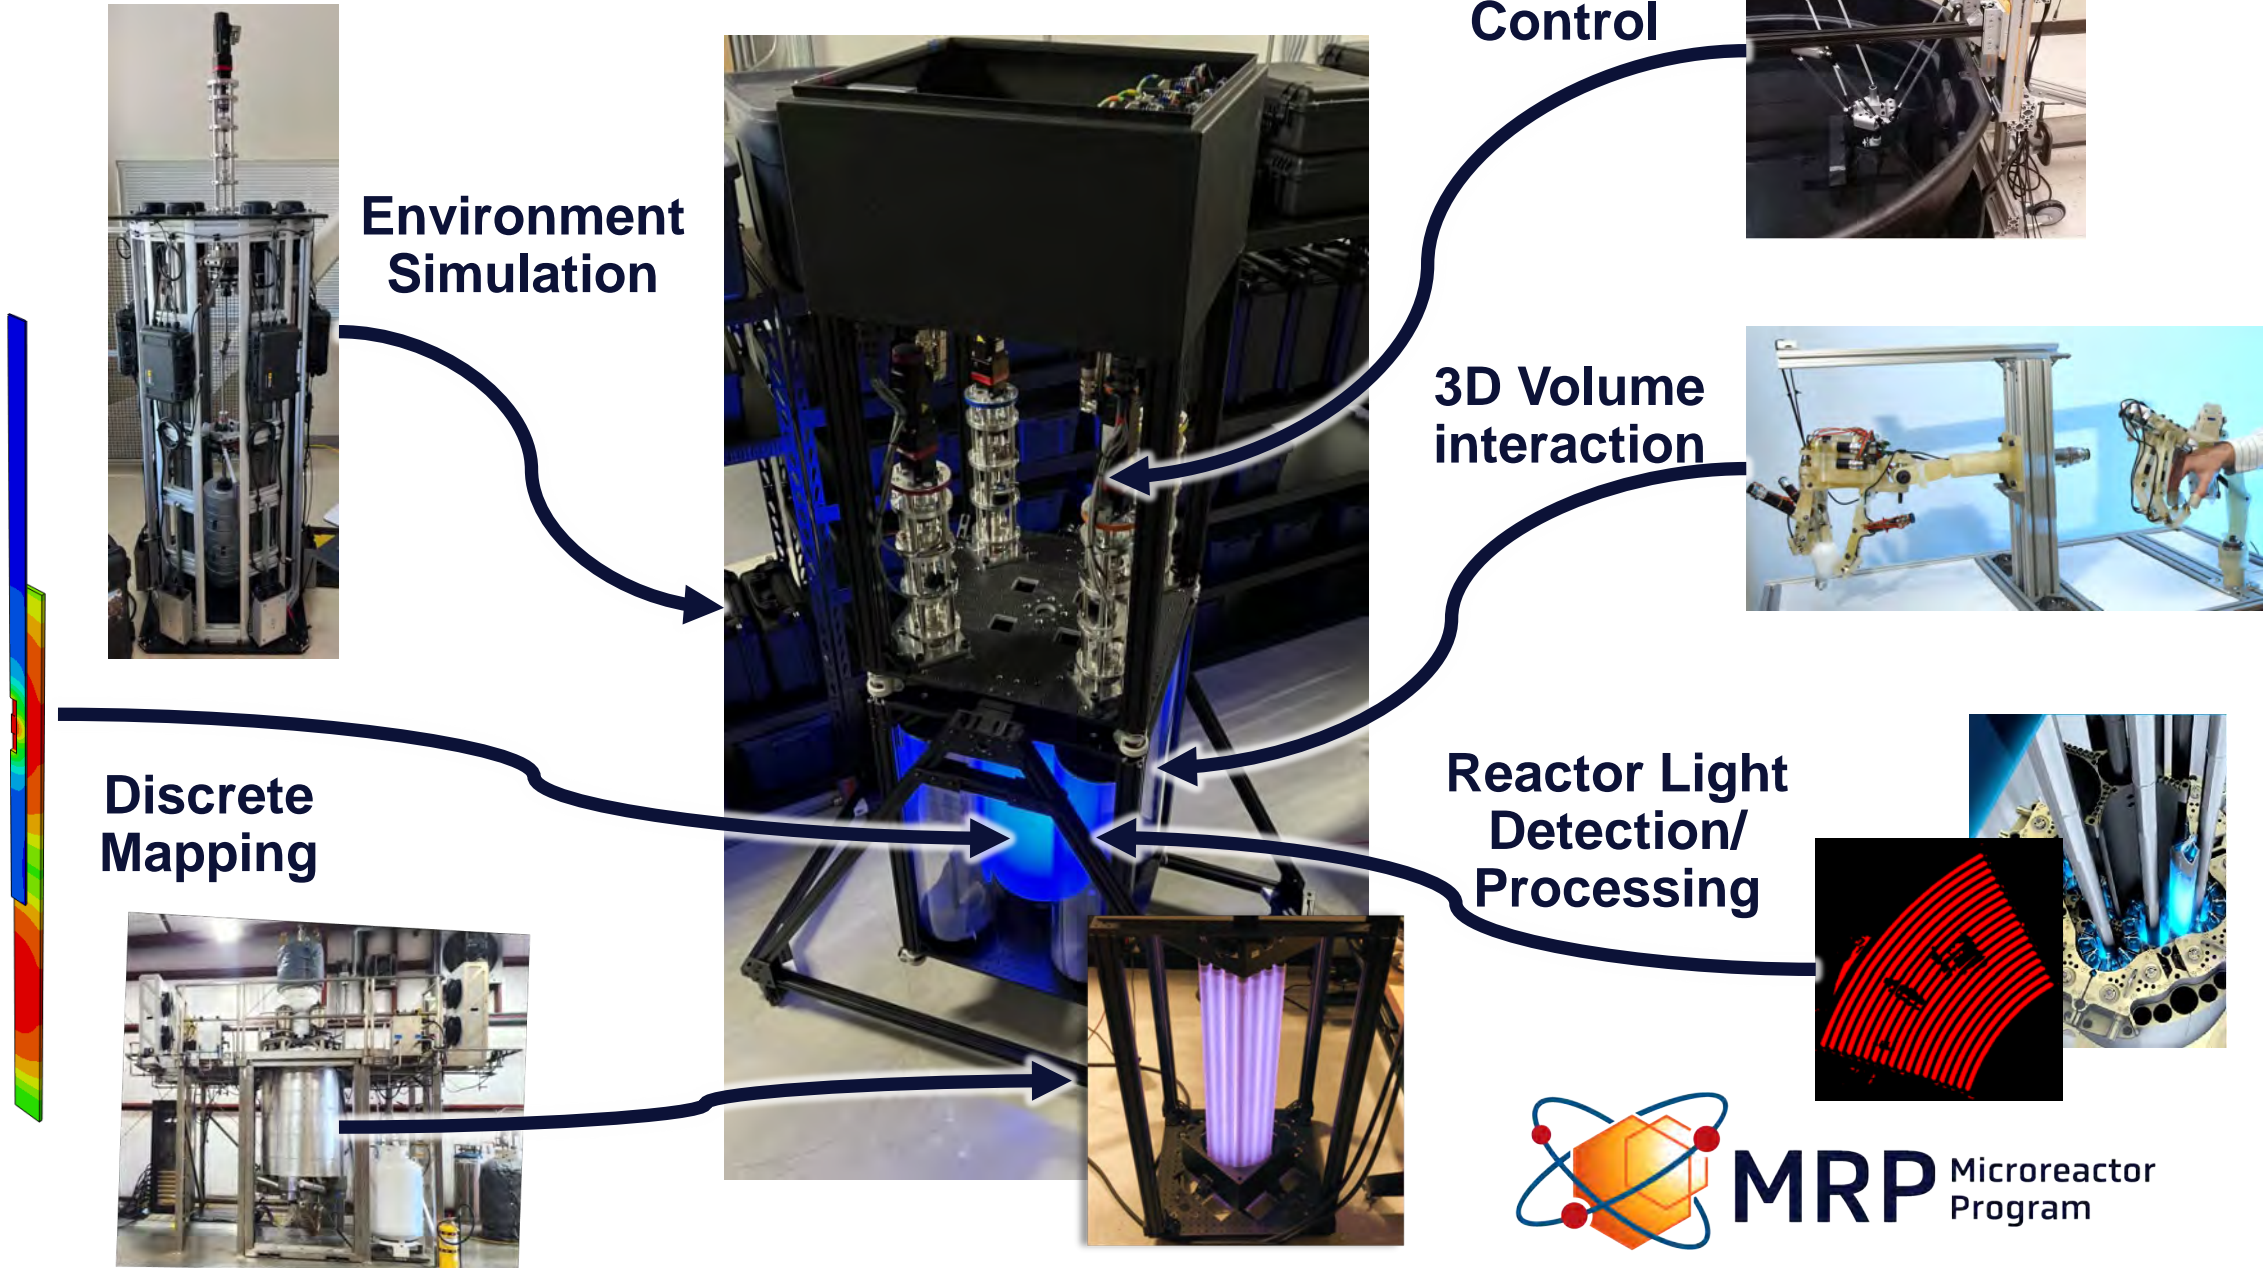 Control
Environment
Simulation
3D Volume
interaction
Reactor Light
Detection/
Processing
Discrete
Mapping
MRP Microreactor
Program